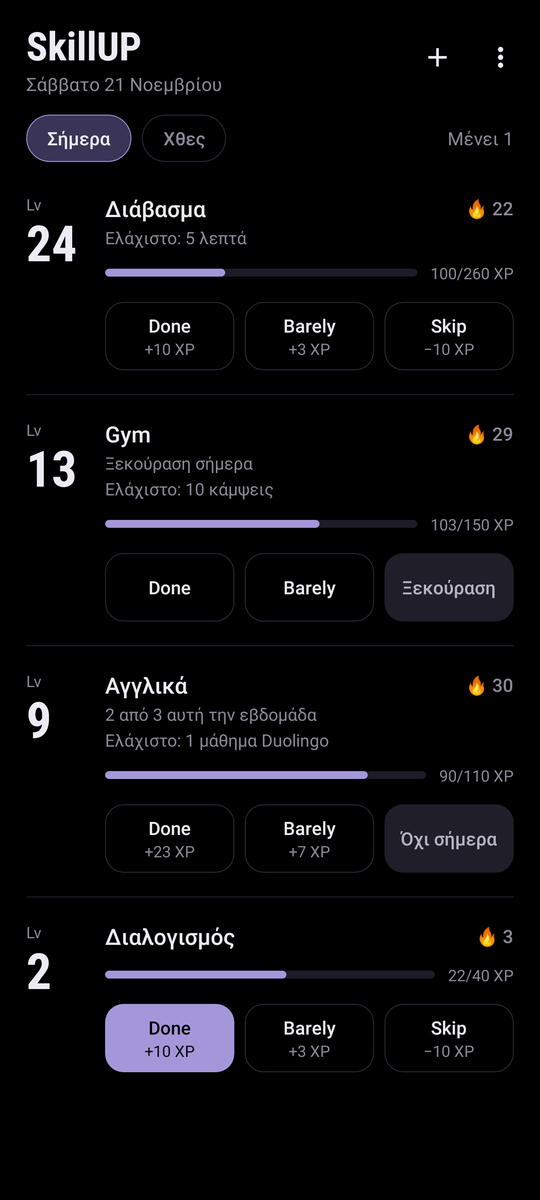 SkillUP
Σάββατο 21 Νοεμβρίου
Σήμερα Χθες Μένει 1
Lv
24
Διάβασμα 🔥 22
Ελάχιστο: 5 λεπτά
100/260 XP
Done Barely Skip
+10 XP +3 XP −10 XP
Lv
13
Gym 🔥 29
Ξεκούραση σήμερα
Ελάχιστο: 10 κάμψεις
103/150 XP
Done Barely Ξεκούραση
Lv
9
Αγγλικά 🔥 30
2 από 3 αυτή την εβδομάδα
Ελάχιστο: 1 μάθημα Duolingo
90/110 XP
Done Barely Όχι σήμερα
+23 XP +7 XP
Lv
2
Διαλογισμός 🔥 3
22/40 XP
Done Barely Skip
+10 XP +3 XP −10 XP